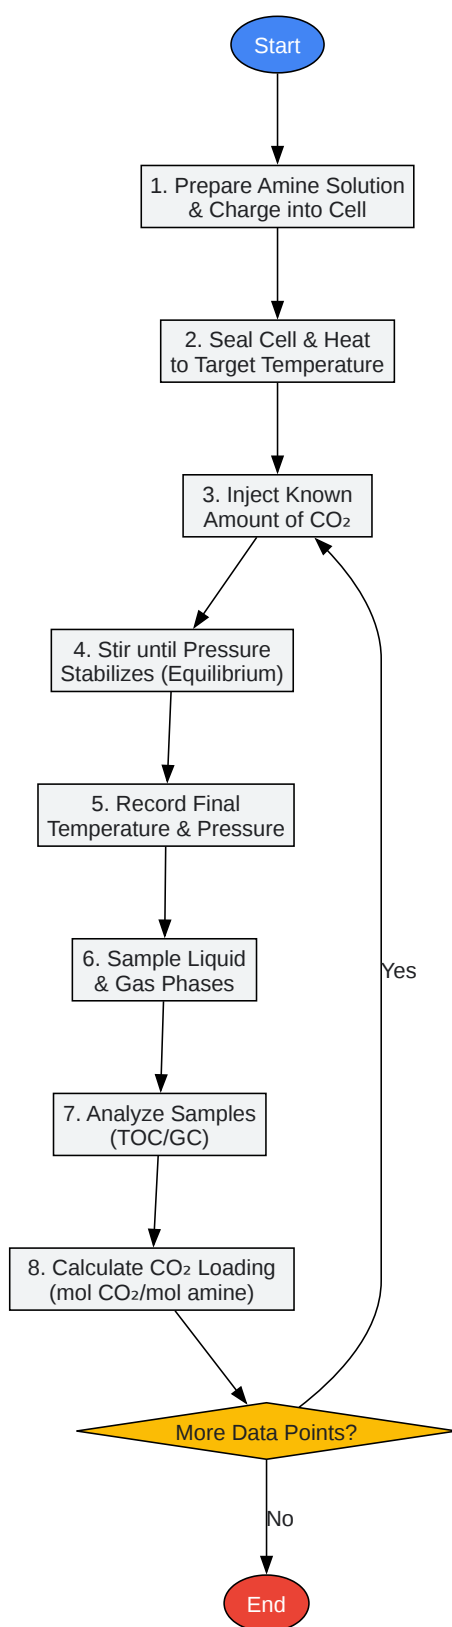 Start
1. Prepare Amine Solution
& Charge into Cell
2. Seal Cell & Heat
to Target Temperature
3. Inject Known
Amount of CO₂
4. Stir until Pressure
Stabilizes (Equilibrium)
5. Record Final
Temperature & Pressure
6. Sample Liquid
& Gas Phases
Yes
7. Analyze Samples
(TOC/GC)
8. Calculate CO₂ Loading
(mol CO₂/mol amine)
More Data Points?
No
End